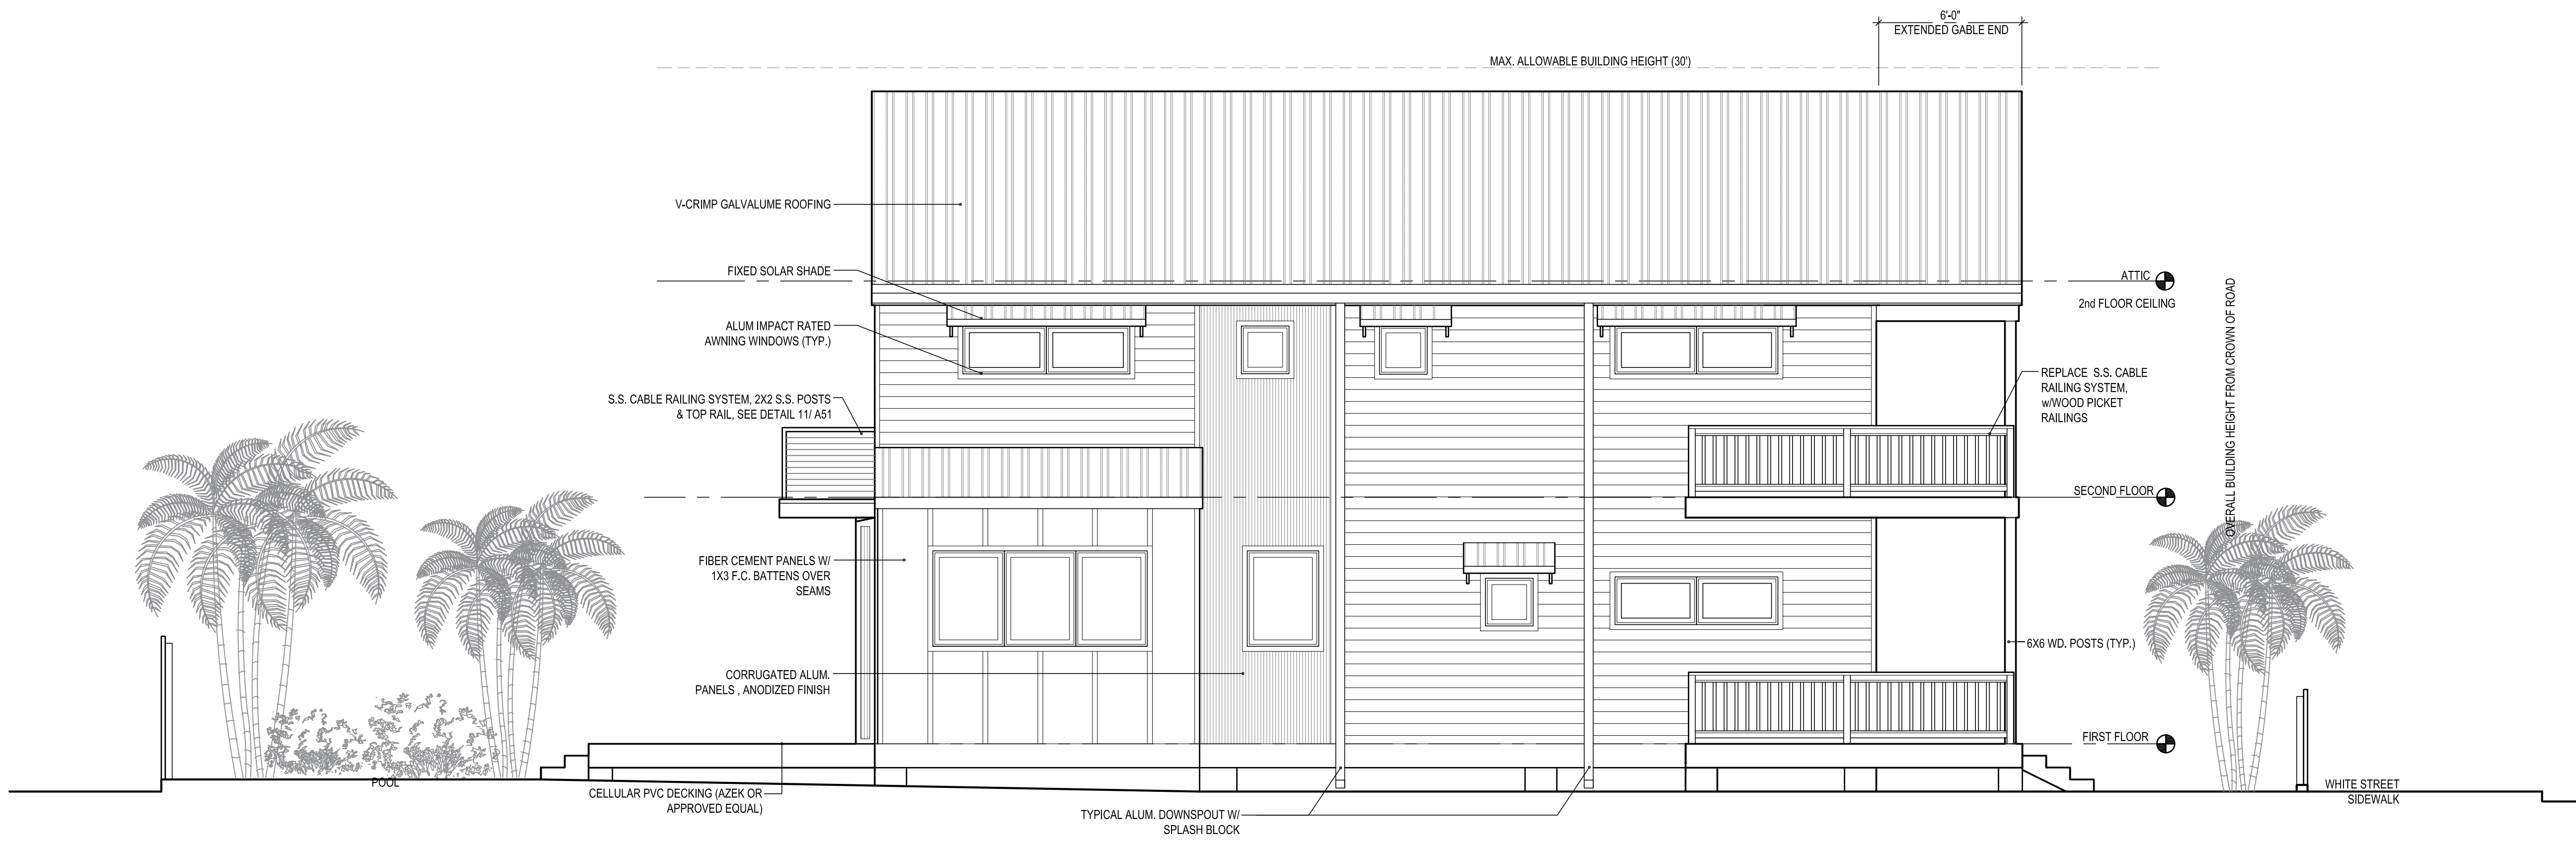 6'-0"
EXTENDED GABLE END
MAX. ALLOWABLE BUILDING HEIGHT (30')
V-CRIMP GALVALUME ROOFING
FIXED SOLAR SHADE
ATTIC
2nd FLOOR CEILING
ALUM IMPACT RATED
AWNING WINDOWS (TYP.)
OVERALL BUILDING HEIGHT FROM CROWN OF ROAD
REPLACE S.S. CABLE
RAILING SYSTEM,
w/WOOD PICKET
RAILINGS
S.S. CABLE RAILING SYSTEM, 2X2 S.S. POSTS
& TOP RAIL, SEE DETAIL 11/ A51
SECOND FLOOR
FIBER CEMENT PANELS W/
1X3 F.C. BATTENS OVER
SEAMS
6X6 WD. POSTS (TYP.)
CORRUGATED ALUM.
PANELS , ANODIZED FINISH
FIRST FLOOR
POOL
CELLULAR PVC DECKING (AZEK OR
APPROVED EQUAL)
WHITE STREET
SIDEWALK
TYPICAL ALUM. DOWNSPOUT W/
SPLASH BLOCK